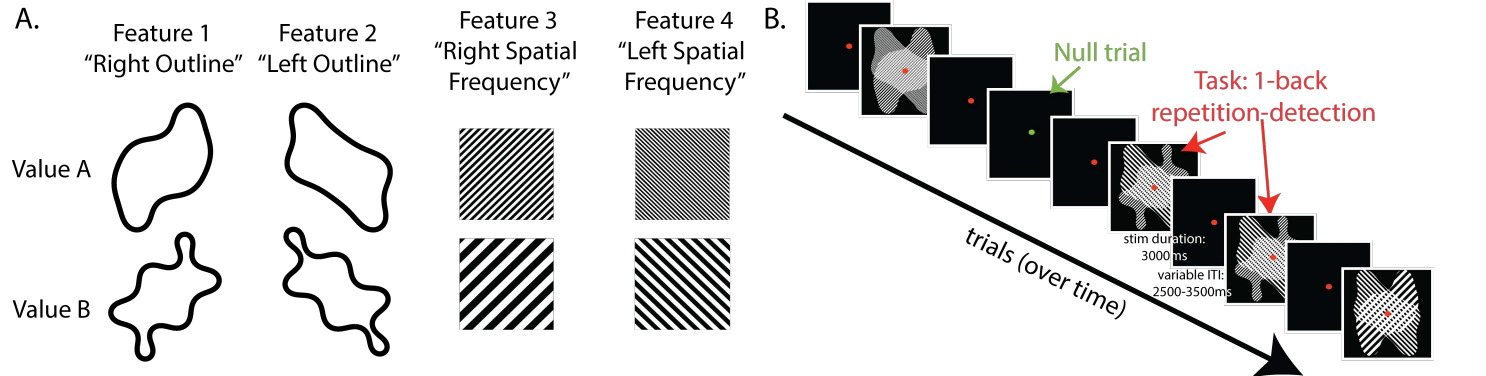 A.
Feature 1
“Right Outline”
Feature 2
“Left Outline”
Feature 3
“Right Spatial
Frequency”
Feature 4
“Left Spatial
Frequency”
Value A
Value B
B.
Null trial
Task: 1-back
repetition-detection
stim duration:
3000ms
variable ITI:
2500-3500ms
trials (over time)